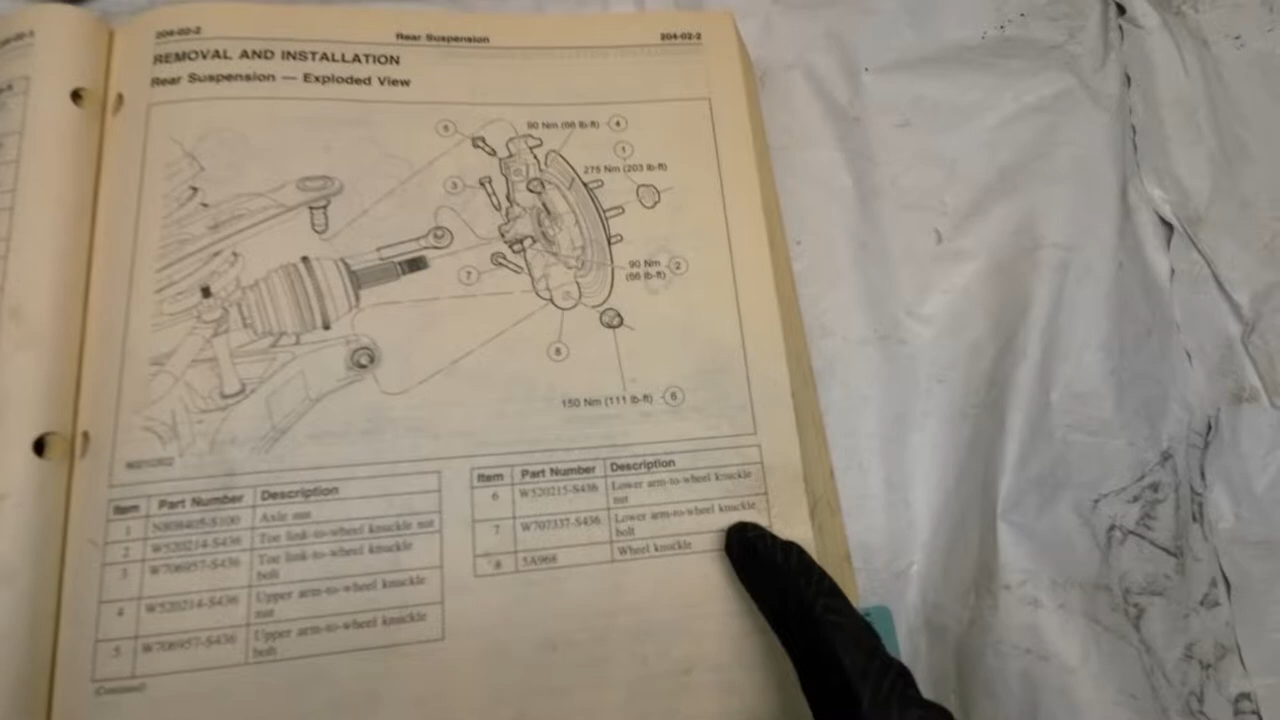 204-02-2 Rear Suspension 204-02-2
REMOVAL AND INSTALLATION
Rear Suspension — Exploded View
90 Nm (66 lb-ft) 4
1
275 Nm (203 lb-ft)
3
7
90 Nm 2
(66 lb-ft)
8
150 Nm (111 lb-ft) 6
Item Part Number Description
1 Axle nut
2 W520214-S436 Toe link-to-wheel knuckle nut
3 W706957-S436 Toe link-to-wheel knuckle
bolt
4 W520214-S436 Upper arm-to-wheel knuckle
nut
5 W706957-S436 Upper arm-to-wheel knuckle
bolt
(Continued)
Item Part Number Description
6 W520215-S436 Lower arm-to-wheel knuckle
nut
7 W707337-S436 Lower arm-to-wheel knuckle
bolt
8 5A968 Wheel knuckle